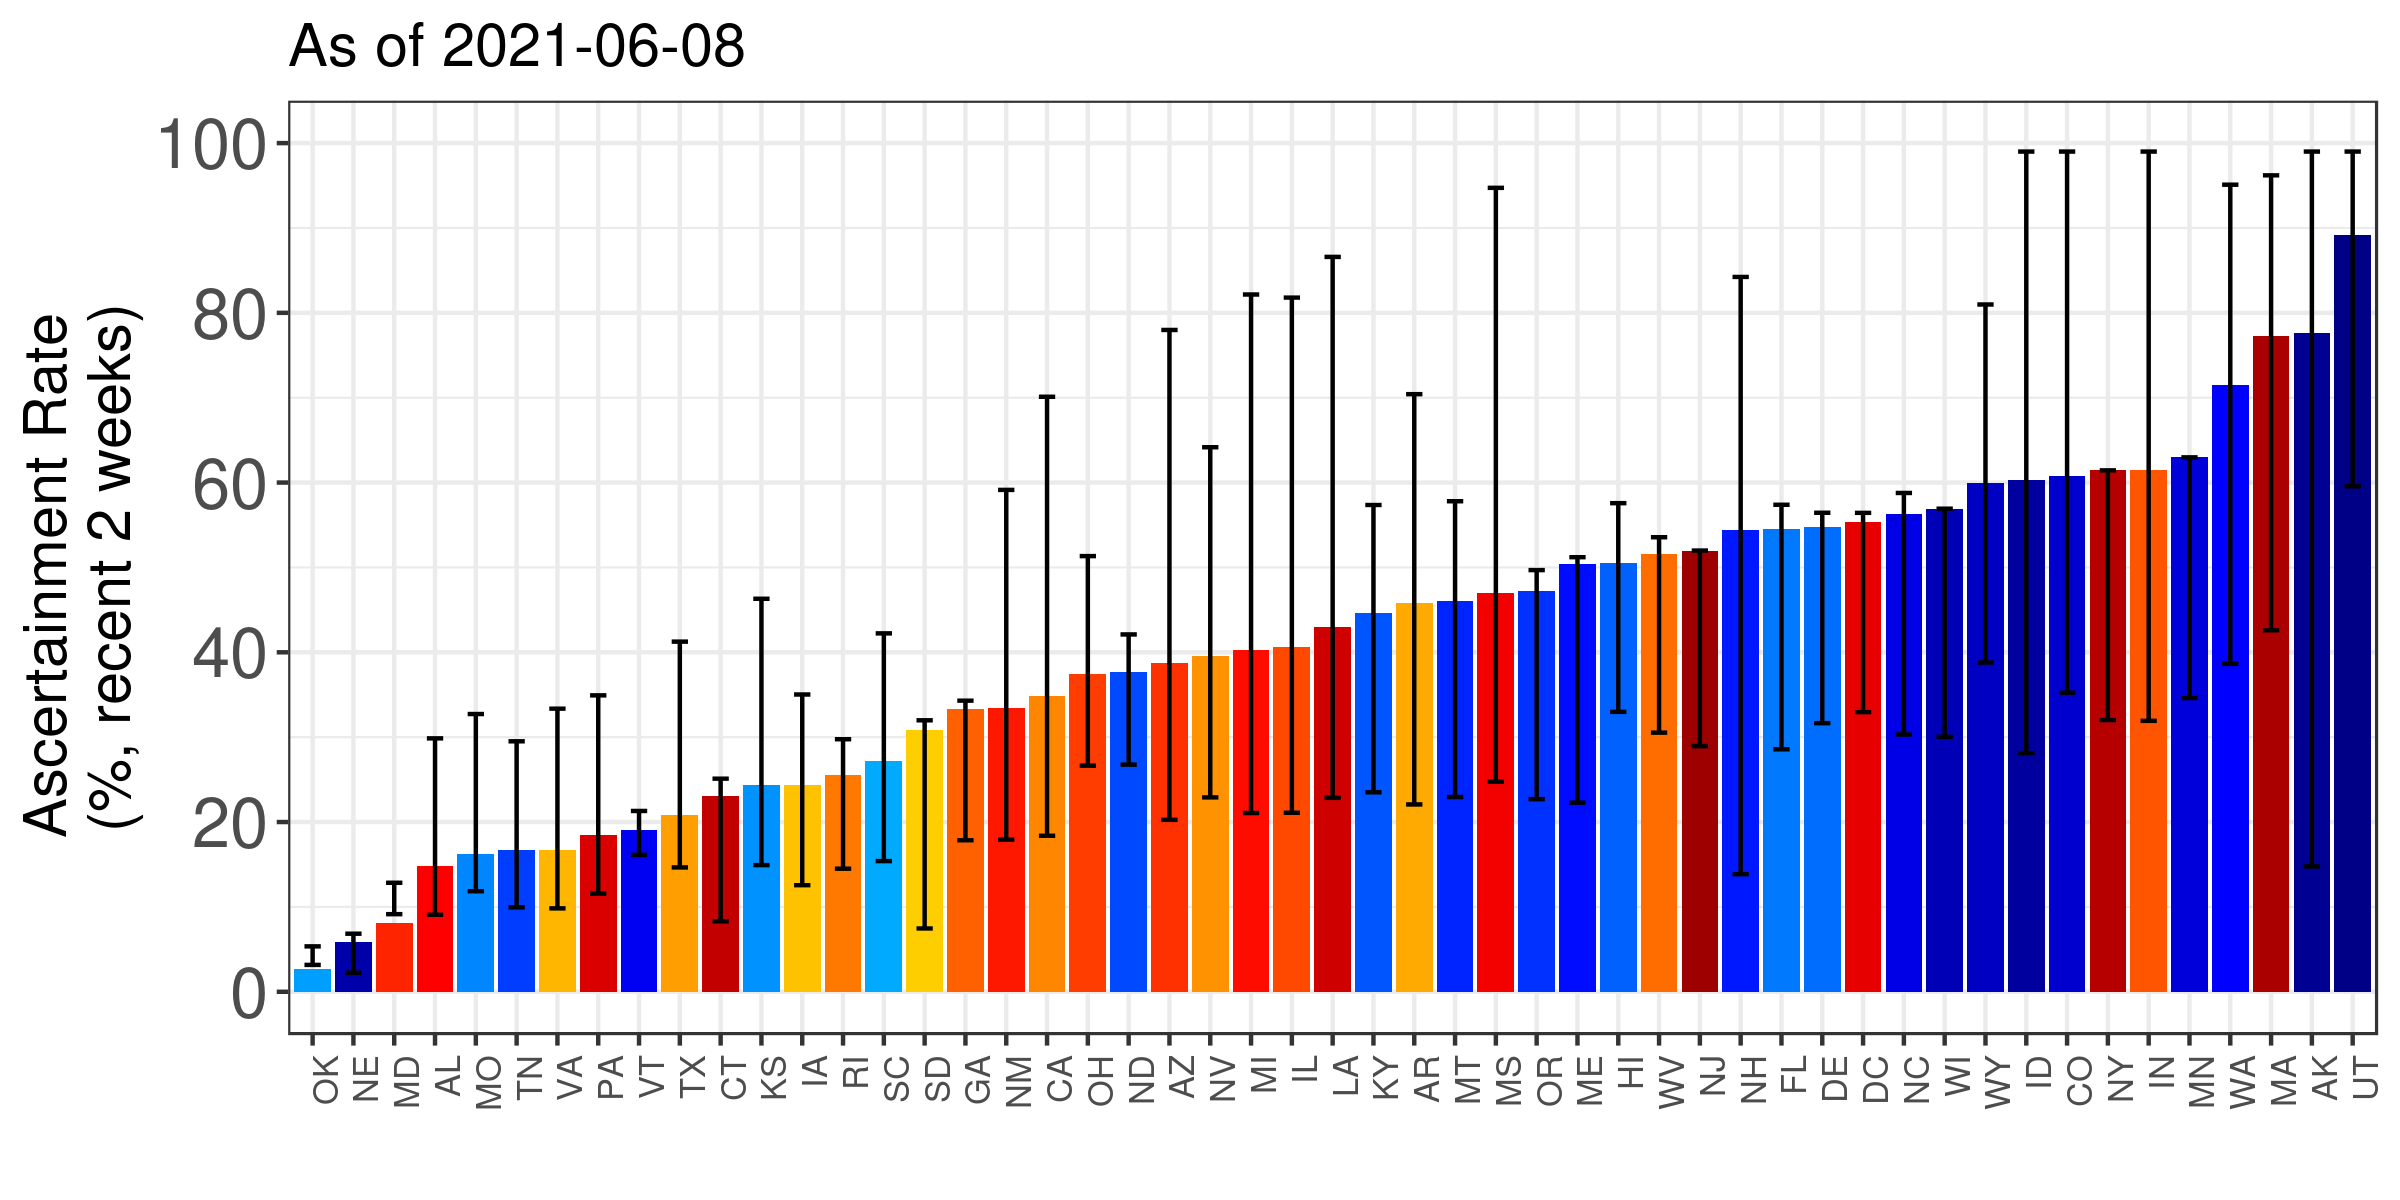 As of 2021-06-08
Ascertainment Rate
(%, recent 2 weeks)
100
80
60
40
20
0
OK NE MD AL MO TN VA PA VT TX CT KS IA RI SC SD GA NM CA OH ND AZ NV MI IL LA KY AR MT MS OR ME HI WV NJ NH FL DE DC NC WI WY ID CO NY IN MN WA MA AK UT